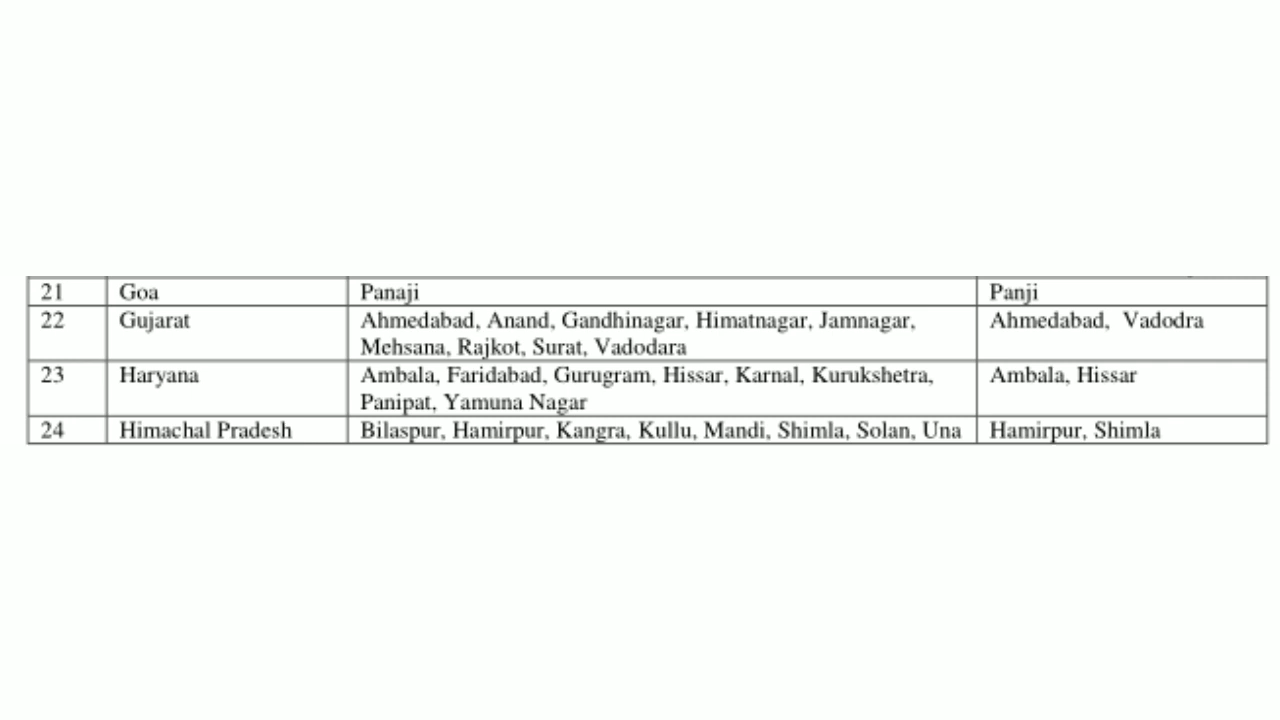 21 Goa Panaji Panji
22 Gujarat Ahmedabad, Anand, Gandhinagar, Himatnagar, Jamnagar, Ahmedabad, Vadodra
Mehsana, Rajkot, Surat, Vadodara
23 Haryana Ambala, Faridabad, Gurugram, Hissar, Karnal, Kurukshetra, Ambala, Hissar
Panipat, Yamuna Nagar
24 Himachal Pradesh Bilaspur, Hamirpur, Kangra, Kullu, Mandi, Shimla, Solan, Una Hamirpur, Shimla